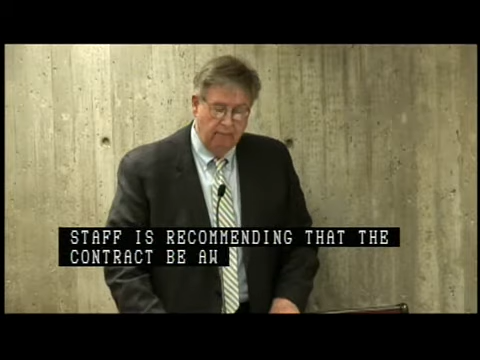 STAFF IS RECOMMENDING THAT THE
CONTRACT BE AW